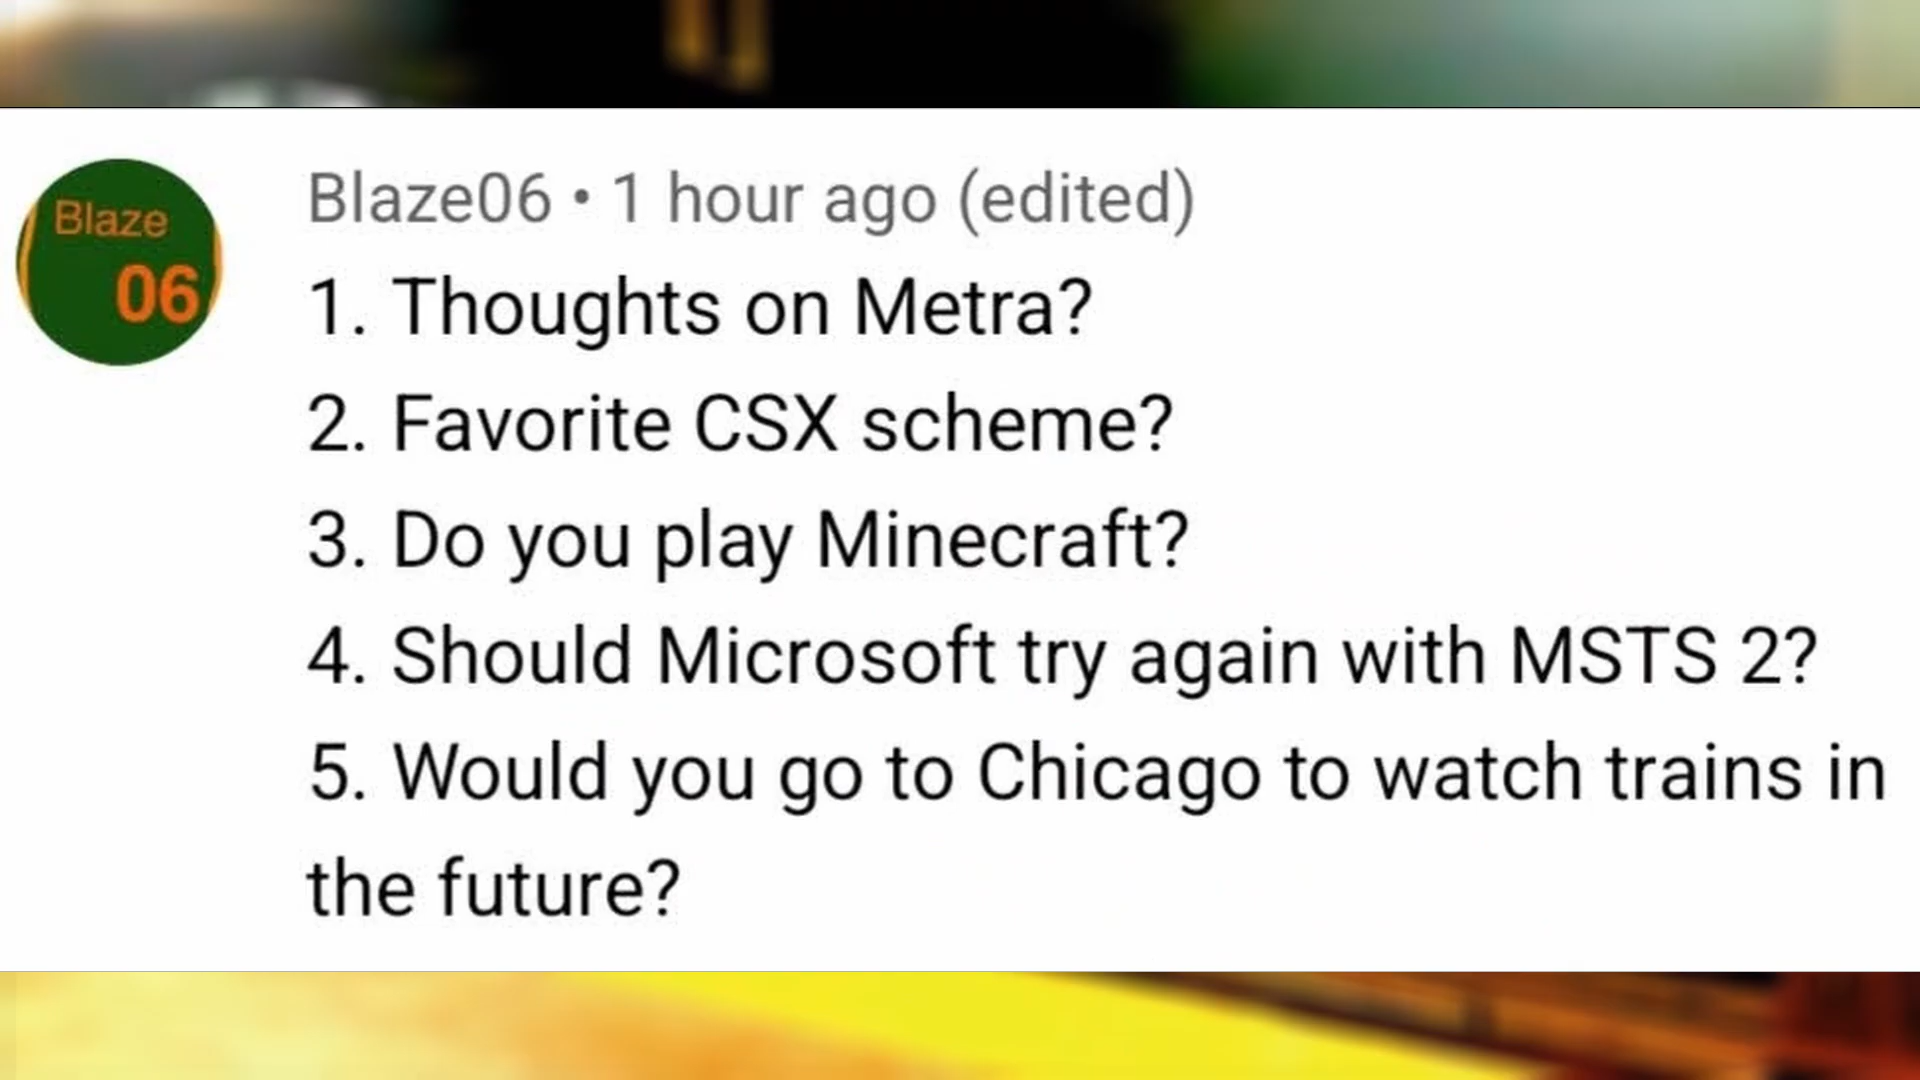 Blaze
06
Blaze06 • 1 hour ago (edited)
1. Thoughts on Metra?
2. Favorite CSX scheme?
3. Do you play Minecraft?
4. Should Microsoft try again with MSTS 2?
5. Would you go to Chicago to watch trains in
the future?